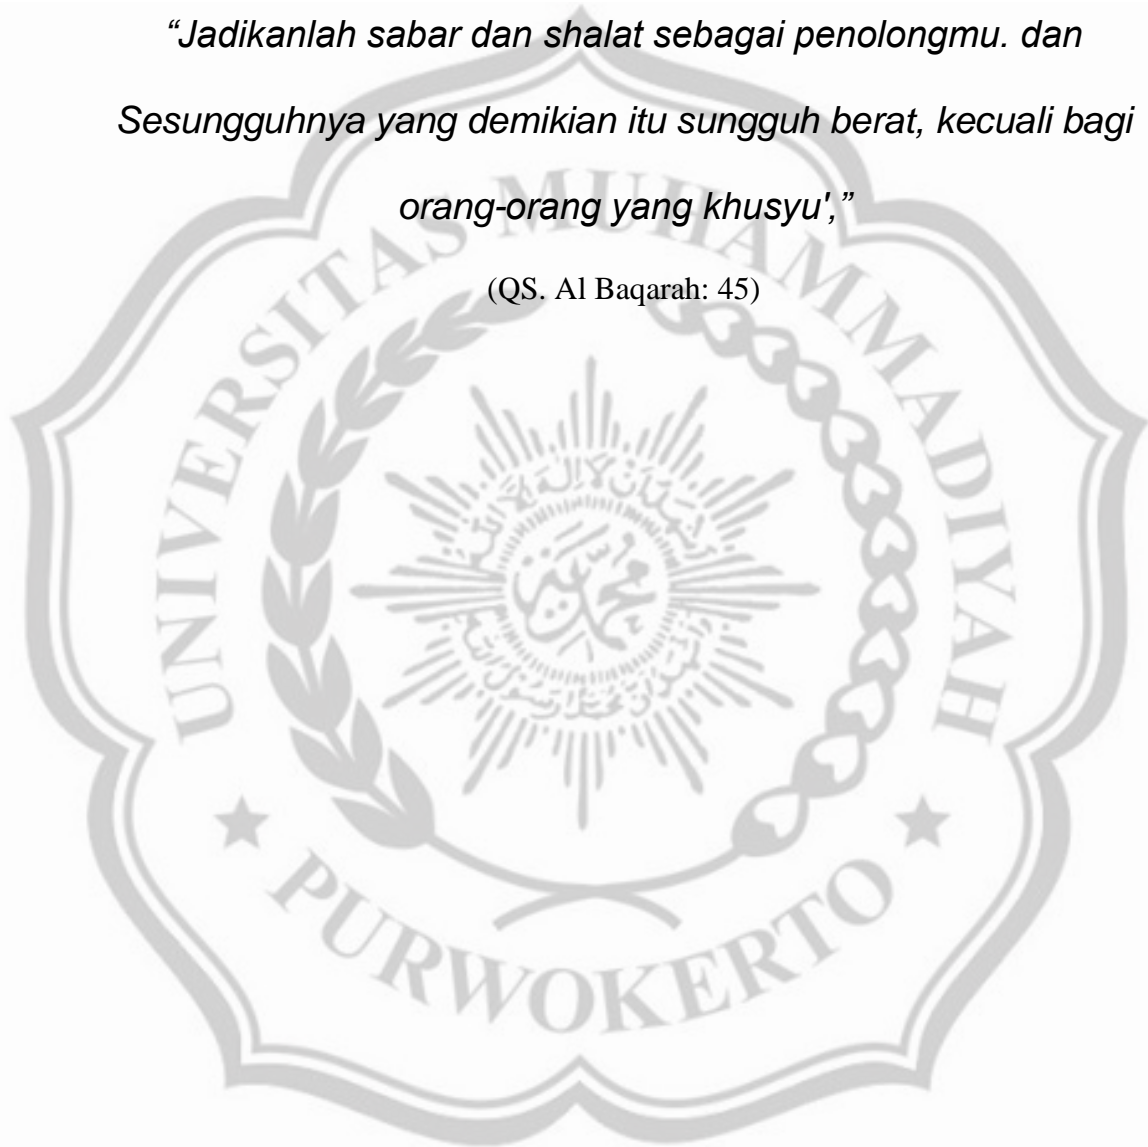 “Jadikanlah sabar dan shalat sebagai penolongmu. dan
Sesungguhnya yang demikian itu sungguh berat, kecuali bagi
orang-orang yang khusyu',”
(QS. Al Baqarah: 45)
UNIVERSITAS MUHAMMADIYAH
محمد
PURWOKERTO